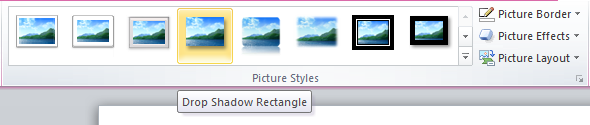 Picture Border
Picture Effects
Picture Layout
Picture Styles
Drop Shadow Rectangle